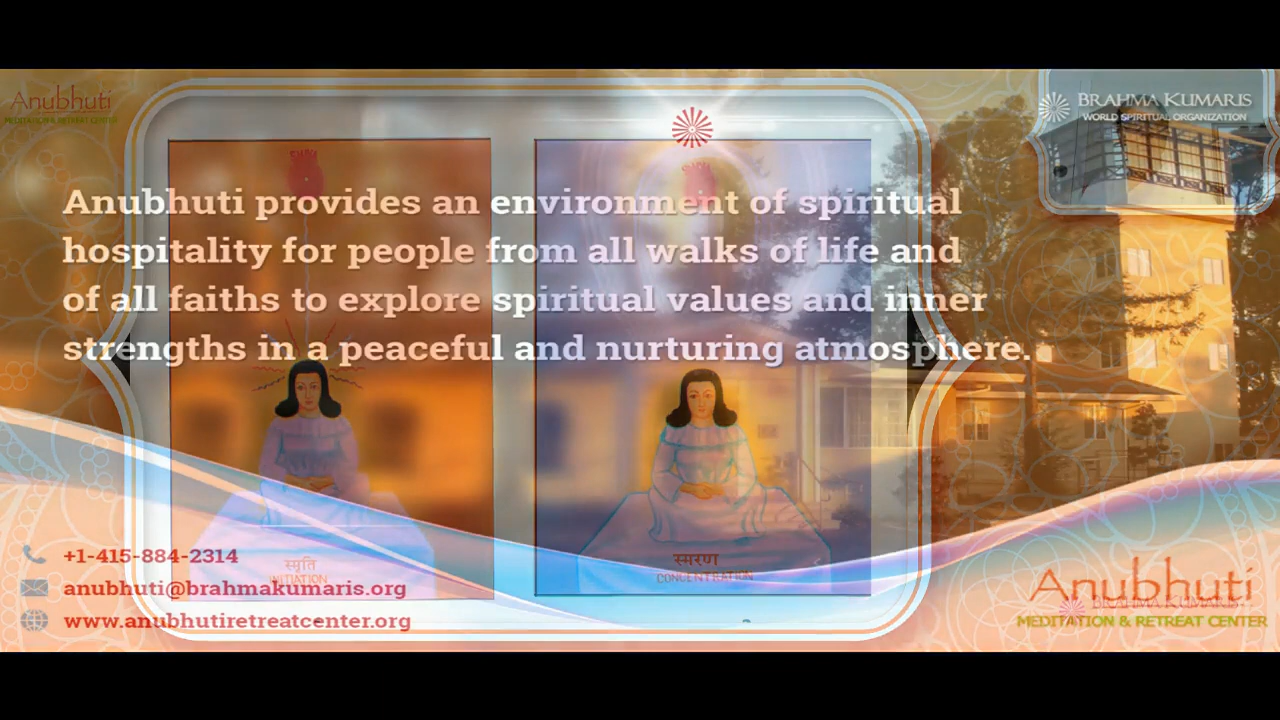 Anubhuti
MEDITATION & RETREAT CENTER
BRAHMA KUMARIS
WORLD SPIRITUAL ORGANIZATION
SHIVA
Anubhuti provides an environment of spiritual
hospitality for people from all walks of life and
of all faiths to explore spiritual values and inner
strengths in a peaceful and nurturing atmosphere.
स्मृति
INITIATION
स्मरण
CONCENTRATION
+1-415-884-2314
anubhuti@brahmakumaris.org
www.anubhutiretreatcenter.org
Anubhuti
BRAHMA KUMARIS
MEDITATION & RETREAT CENTER